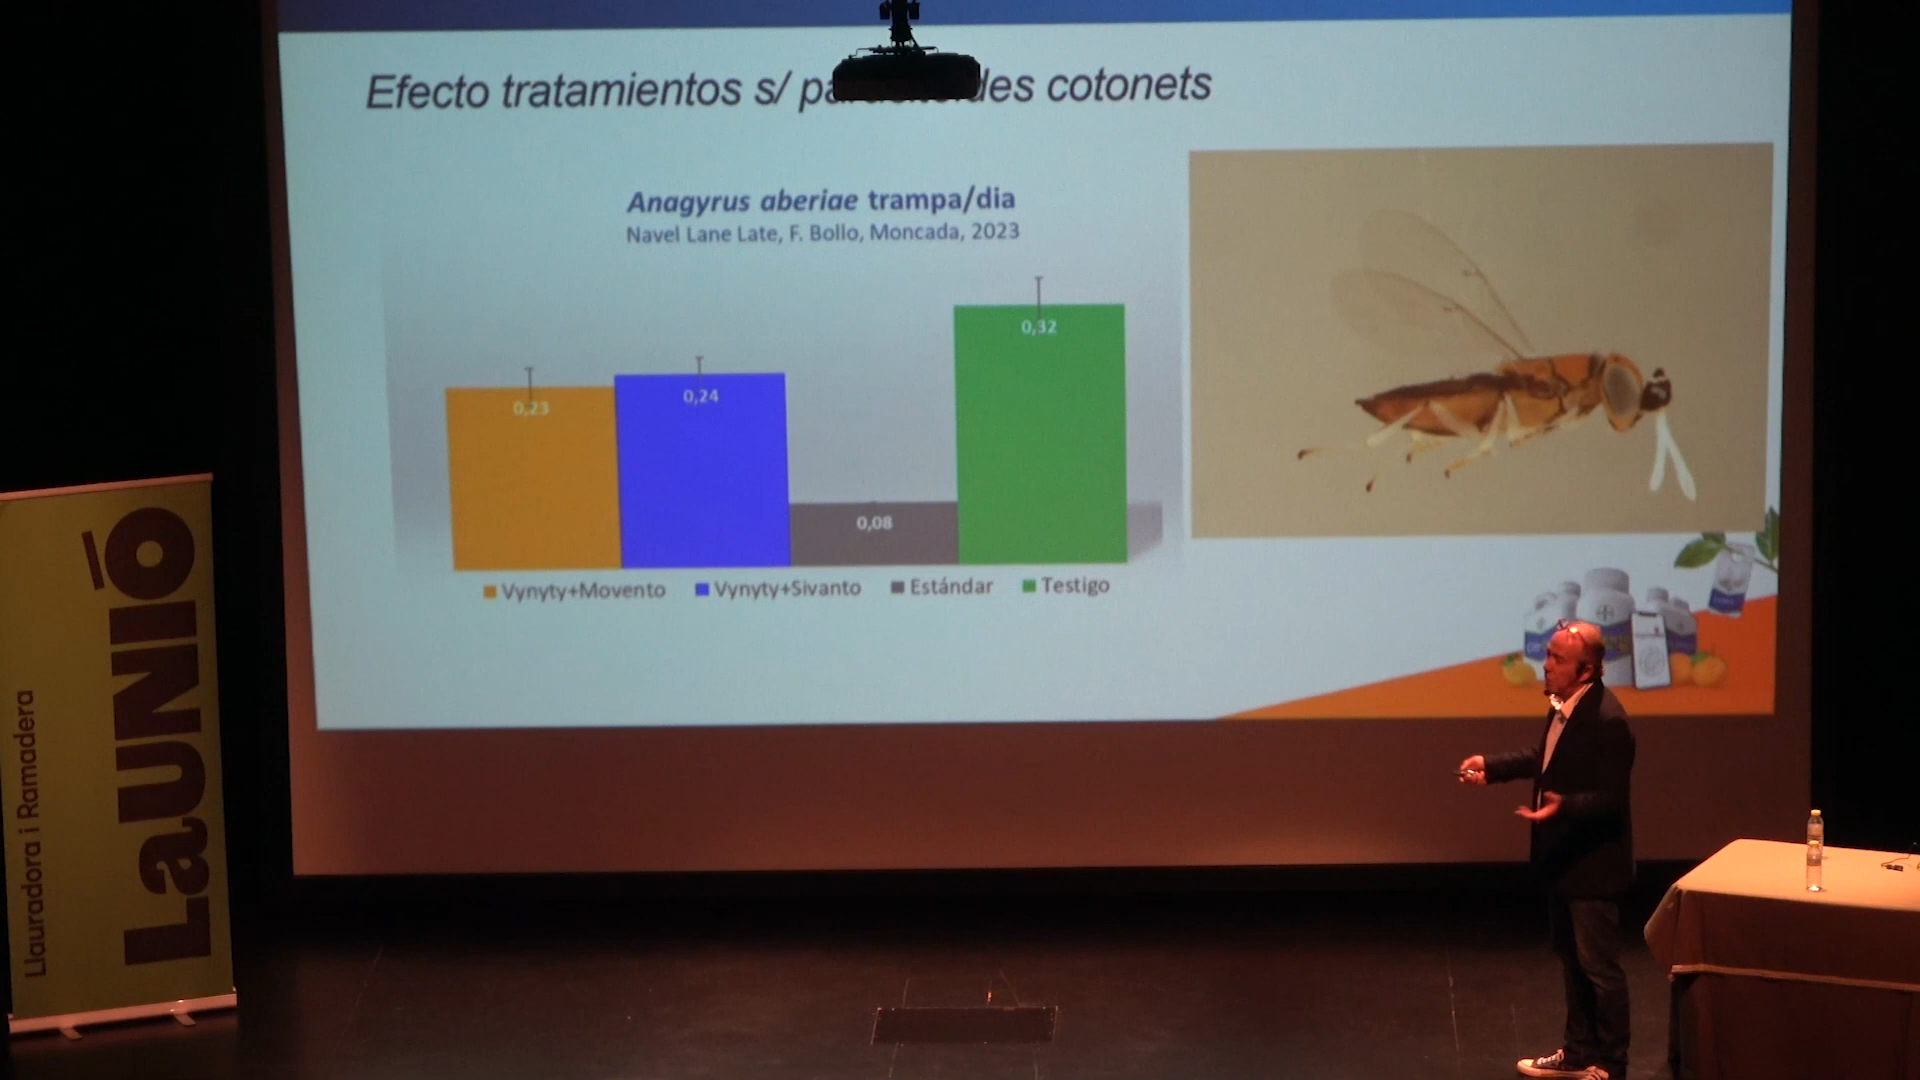 Efecto tratamientos s/ des cotonets
Anagyrus aberiae trampa/dia
Navel Lane Late, F. Bollo, Moncada, 2023
0,23
0,24
0,08
0,32
Vynyty+Movento
Vynyty+Sivanto
Estándar
Testigo
LaUNIÓ
Llauradora i Ramadera